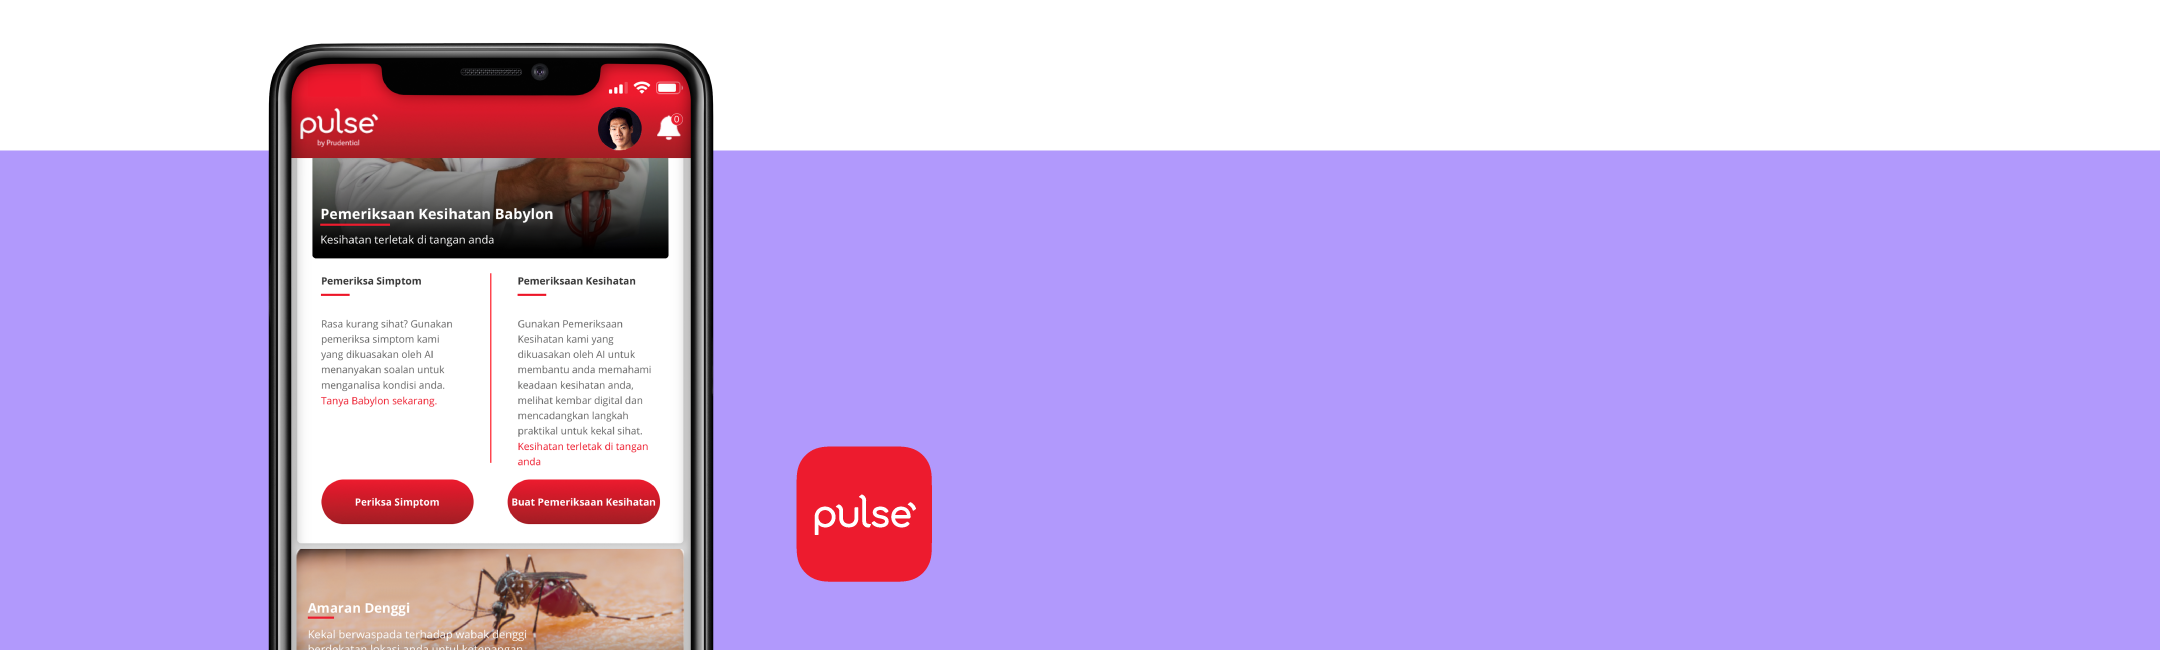 pulse
by Prudential
0
Pemeriksaan Kesihatan Babylon
Kesihatan terletak di tangan anda
Pemeriksa Simptom
Rasa kurang sihat? Gunakan
pemeriksa simptom kami
yang dikuasakan oleh AI
menanyakan soalan untuk
menganalisa kondisi anda.
Tanya Babylon sekarang.
Periksa Simptom
Pemeriksaan Kesihatan
Gunakan Pemeriksaan
Kesihatan kami yang
dikuasakan oleh AI untuk
membantu anda memahami
keadaan kesihatan anda,
melihat kembar digital dan
mencadangkan langkah
praktikal untuk kekal sihat.
Kesihatan terletak di tangan
anda
Buat Pemeriksaan Kesihatan
Amaran Denggi
Kekal berwaspada terhadap wabak denggi
berdekatan lokasi anda untul ketenangan
pulse